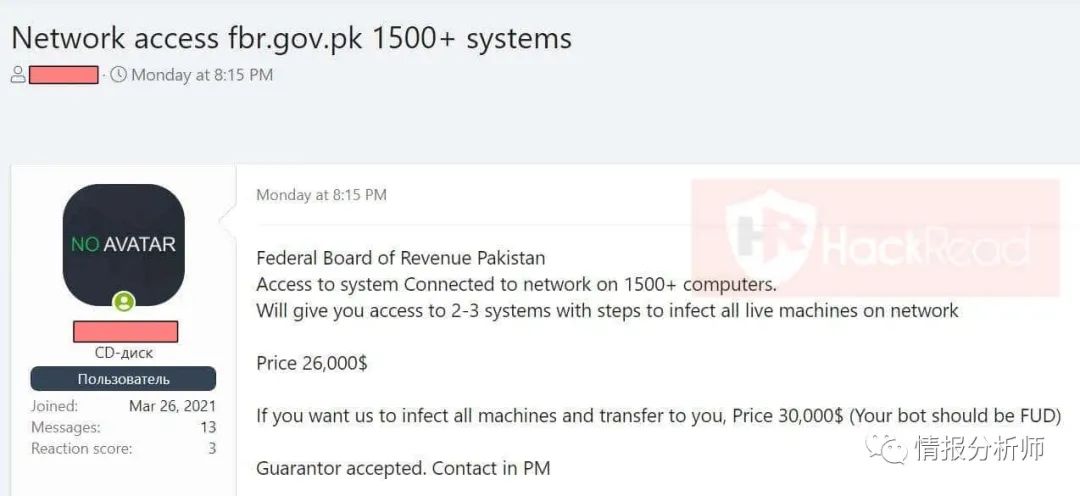 Network access fbr.gov.pk 1500+ systems
Monday at 8:15 PM
Monday at 8:15 PM
NO AVATAR
CD-диск
Пользователь
Joined: Mar 26, 2021
Messages: 13
Reaction score: 3
HR HackRead
Federal Board of Revenue Pakistan
Access to system Connected to network on 1500+ computers.
Will give you access to 2-3 systems with steps to infect all live machines on network
Price 26,000$
If you want us to infect all machines and transfer to you, Price 30,000$ (Your bot should be FUD)
Guarantor accepted. Contact in PM
情报分析师